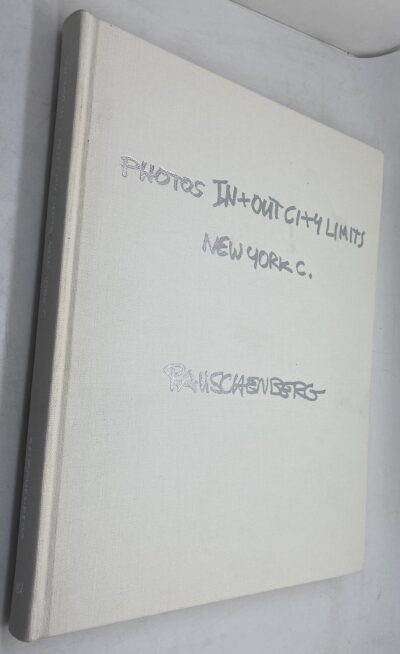 PHOTOS IN+OUT CITY LIMITS
NEW YORK C.
RAUSCHENBERG